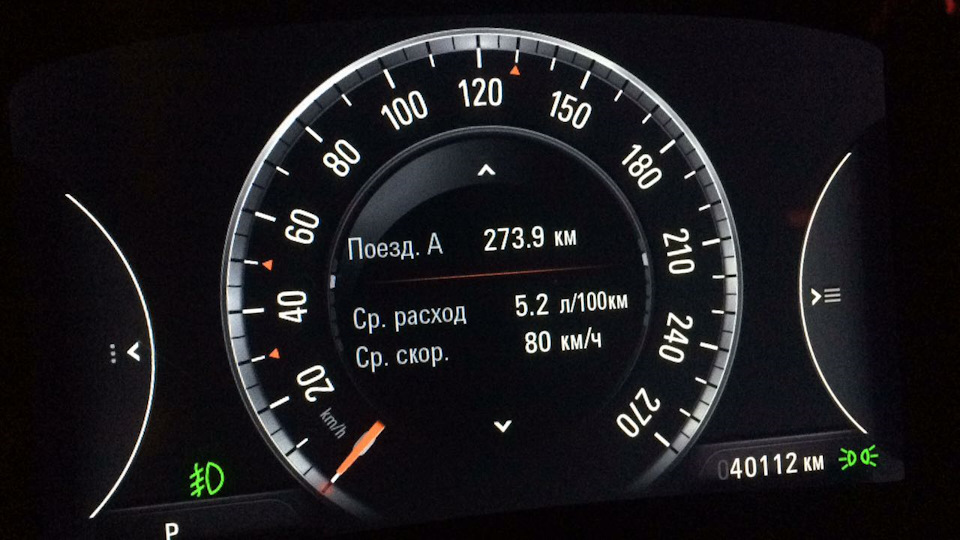 20
40
60
80
100
120
150
180
210
240
270
km/h
Поезд. А 273.9 км
Ср. расход 5.2 л/100км
Ср. скор. 80 км/ч
040112 км
P